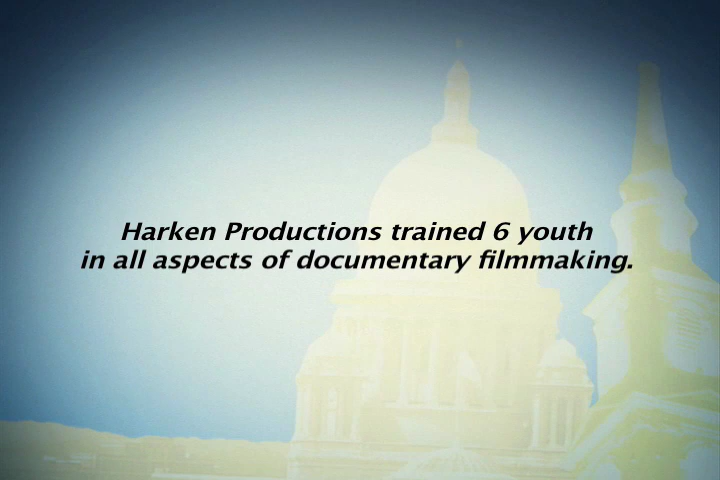 Harken Productions trained 6 youth
in all aspects of documentary filmmaking.